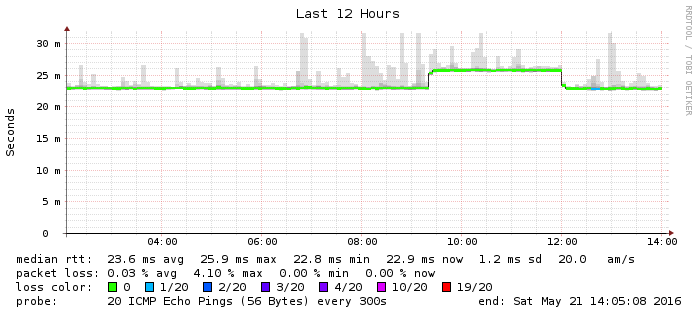 Last 12 Hours
RRDTOOL / TOBI OETIKER
Seconds
30 m
25 m
20 m
15 m
10 m
5 m
0
04:00 06:00 08:00 10:00 12:00 14:00
median rtt: 23.6 ms avg 25.9 ms max 22.8 ms min 22.9 ms now 1.2 ms sd 20.0 am/s
packet loss: 0.03 % avg 4.10 % max 0.00 % min 0.00 % now
loss color: 0 1/20 2/20 3/20 4/20 10/20 19/20
probe: 20 ICMP Echo Pings (56 Bytes) every 300s end: Sat May 21 14:05:08 2016